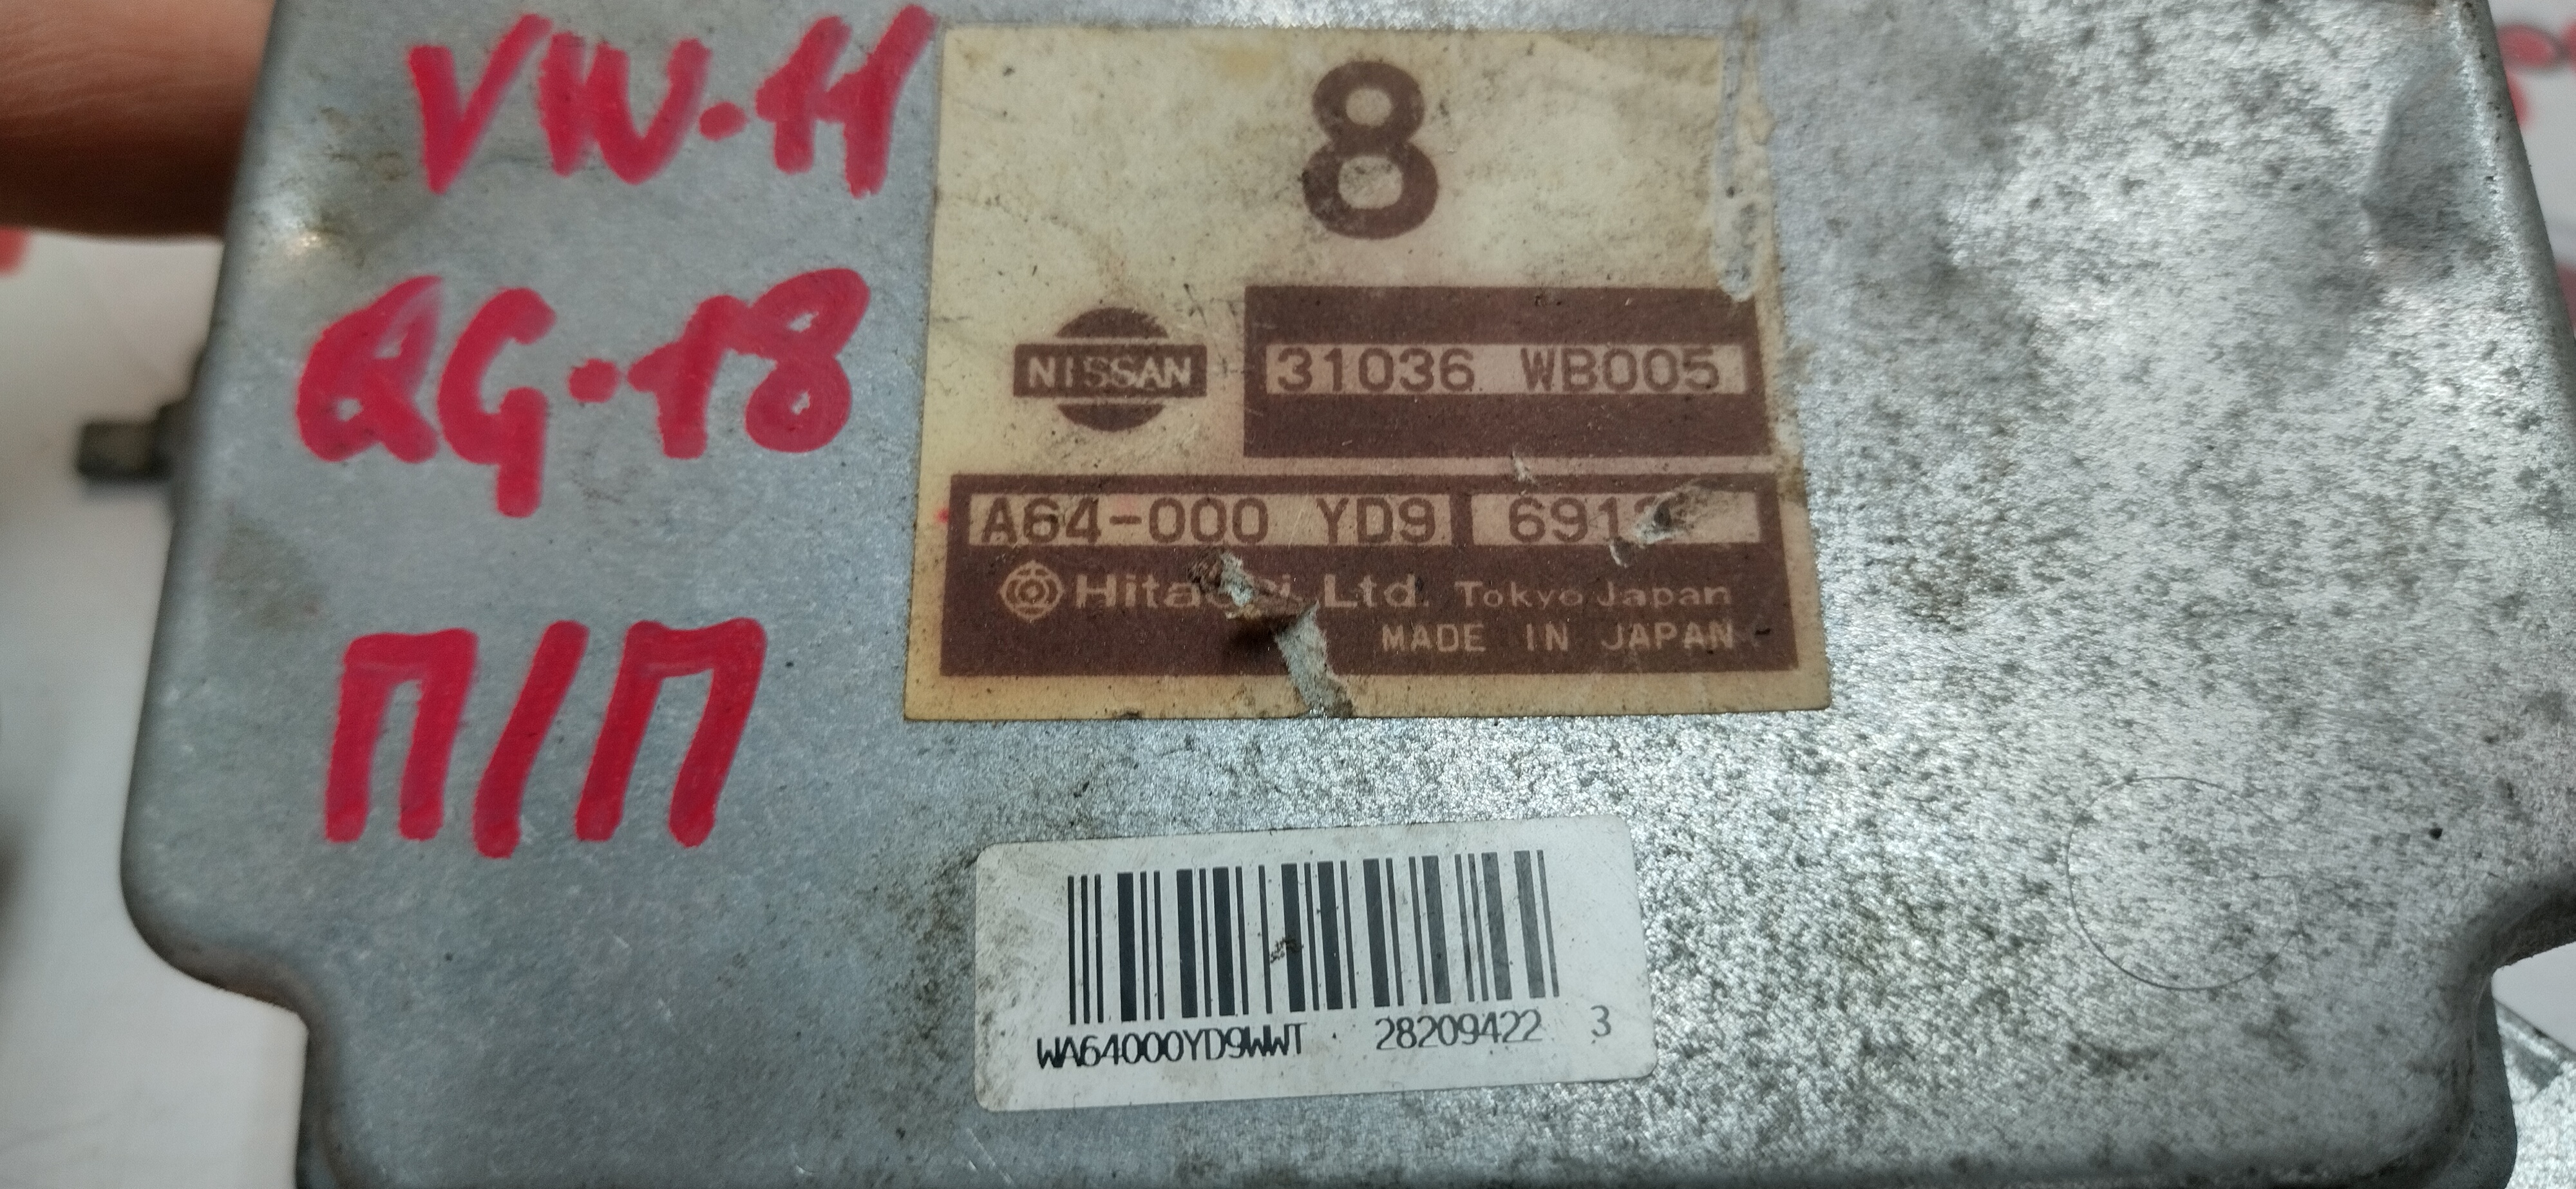 VW-11
QG-18
П/П
8
NISSAN
31036 WB005
A64-000 YD9
Ltd. Tokyo Japan
MADE IN JAPAN
WA64000YD9WWT 28209422 3